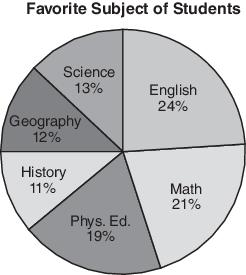 Favorite Subject of Students
English
24%
Math
21%
Phys. Ed.
19%
History
11%
Geography
12%
Science
13%